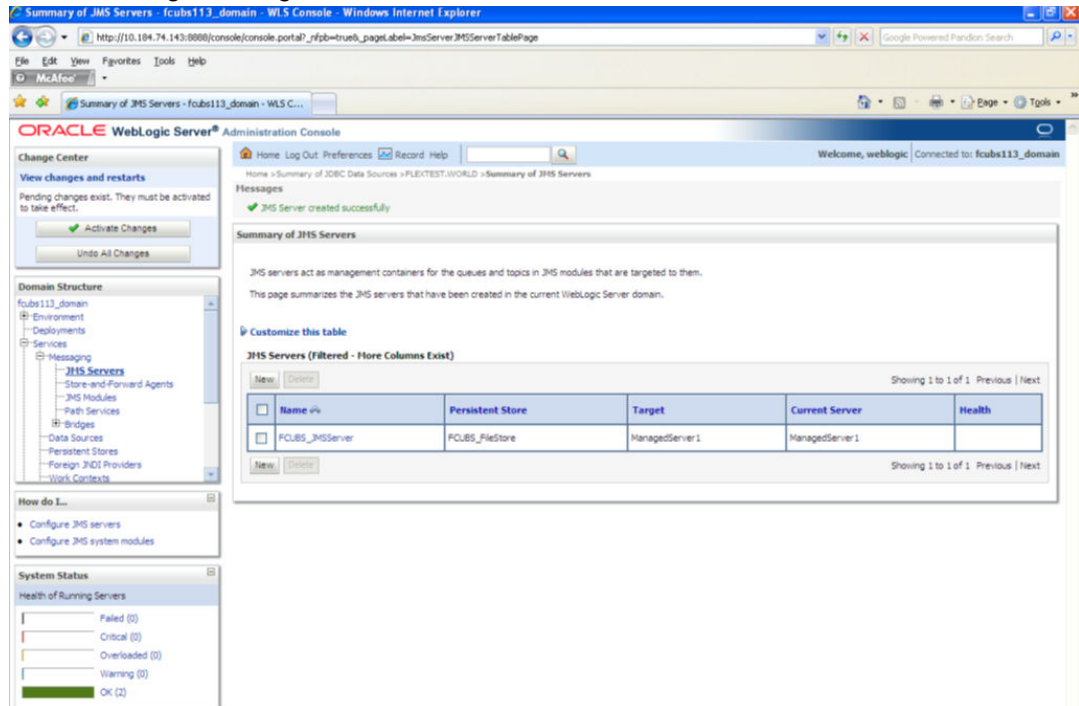 Summary of JMS Servers - fcubs113_domain - WLS Console - Windows Internet Explorer
http://10.184.74.143:8888/console/console.portal?_nfpb=true&_pageLabel=JmsServerJMSServerTablePage
Google Powered Pandion Search
File Edit View Favorites Tools Help
McAfee
Summary of JMS Servers - fcubs113_domain - WLS C...
Page Tools
ORACLE WebLogic Server® Administration Console
Change Center
View changes and restarts
Pending changes exist. They must be activated
to take effect.
Activate Changes
Undo All Changes
Domain Structure
fcubs113_domain
Environment
Deployments
Services
Messaging
JMS Servers
Store-and-Forward Agents
JMS Modules
Path Services
Bridges
Data Sources
Persistent Stores
Foreign JNDI Providers
Work Contexts
How do I...
Configure JMS servers
Configure JMS system modules
System Status
Health of Running Servers
Failed (0)
Critical (0)
Overloaded (0)
Warning (0)
OK (2)
Home Log Out Preferences Record Help
Welcome, weblogic Connected to: fcubs113_domain
Home >Summary of JDBC Data Sources >FLEXTEST.WORLD >Summary of JMS Servers
Messages
JMS Server created successfully
Summary of JMS Servers
JMS servers act as management containers for the queues and topics in JMS modules that are targeted to them.
This page summarizes the JMS servers that have been created in the current WebLogic Server domain.
Customize this table
JMS Servers (Filtered - More Columns Exist)
New Delete Showing 1 to 1 of 1 Previous | Next
Name Persistent Store Target Current Server Health
FCUBS_JMSServer FCUBS_FileStore ManagedServer1 ManagedServer1
New Delete Showing 1 to 1 of 1 Previous | Next